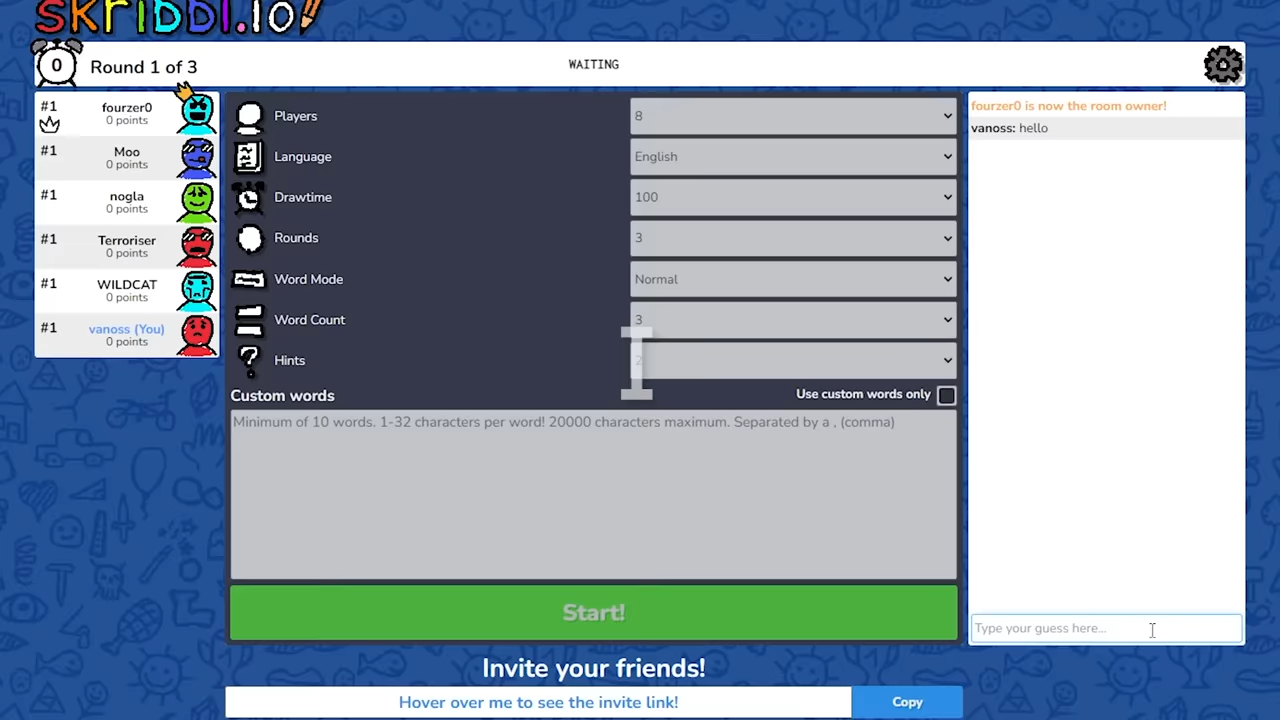 skribbl.io
0
Round 1 of 3
WAITING
#1
fourzer0
0 points
#1
Moo
0 points
#1
nogla
0 points
#1
Terroriser
0 points
#1
WILDCAT
0 points
#1
vanoss (You)
0 points
Players
8
Language
English
Drawtime
100
Rounds
3
Word Mode
Normal
Word Count
3
Hints
2
Custom words
Use custom words only
Minimum of 10 words. 1-32 characters per word! 20000 characters maximum. Separated by a , (comma)
Start!
fourzer0 is now the room owner!
vanoss: hello
Type your guess here...
Invite your friends!
Hover over me to see the invite link!
Copy